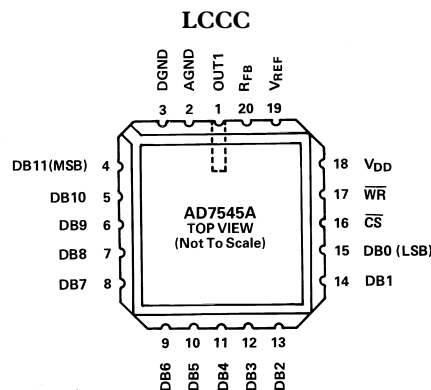 LCCC
DGND AGND OUT1 RFB VREF
3 2 1 20 19
DB11(MSB) 4
DB10 5
DB9 6
DB8 7
DB7 8
AD7545A
TOP VIEW
(Not To Scale)
18 VDD
17 WR
16 CS
15 DB0 (LSB)
14 DB1
9 10 11 12 13
DB6 DB5 DB4 DB3 DB2